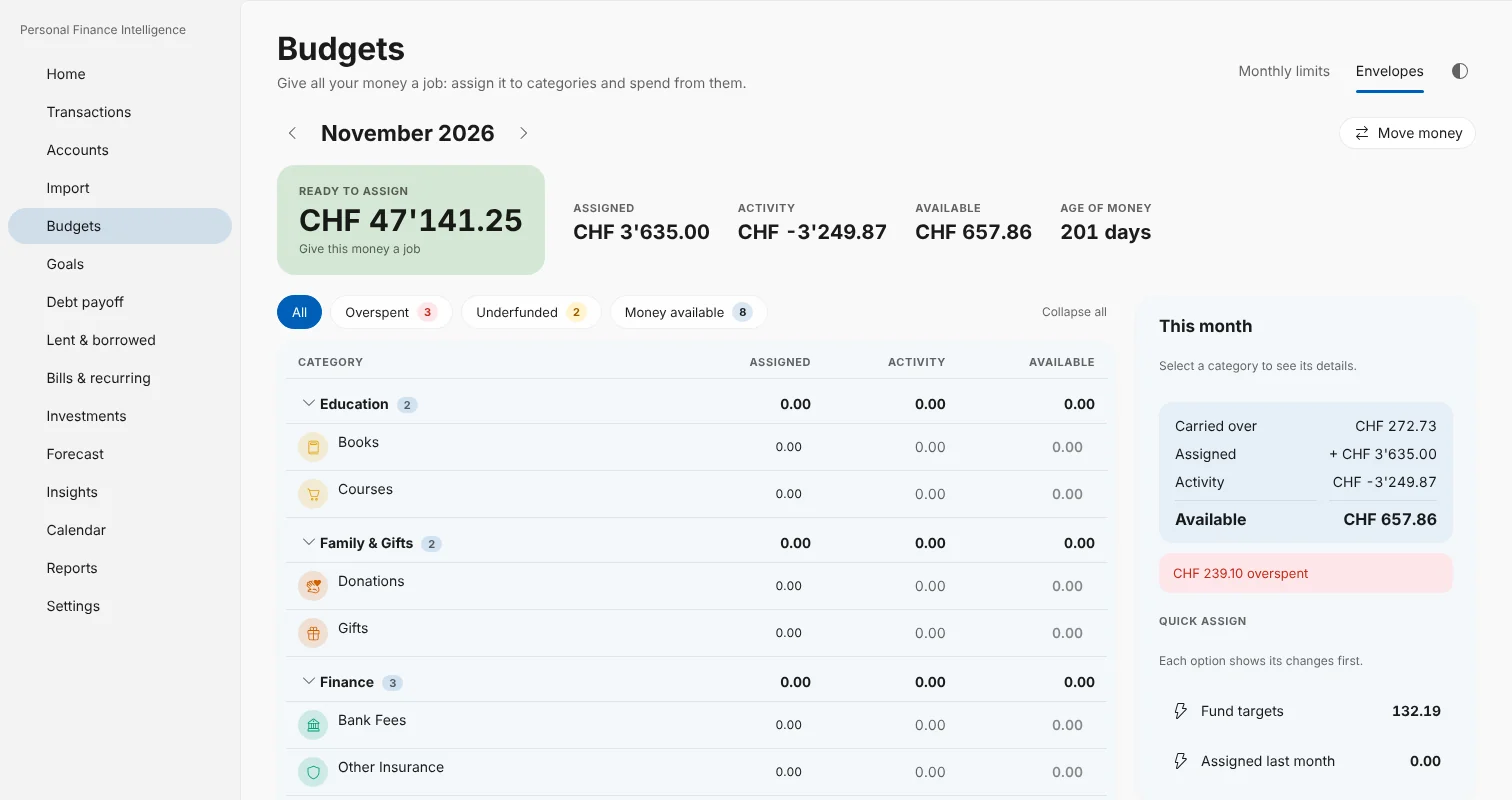 Personal Finance Intelligence
Home
Transactions
Accounts
Import
Budgets
Goals
Debt payoff
Lent & borrowed
Bills & recurring
Investments
Forecast
Insights
Calendar
Reports
Settings
Budgets
Give all your money a job: assign it to categories and spend from them.
Monthly limits Envelopes
November 2026
Move money
READY TO ASSIGN
CHF 47'141.25
Give this money a job
ASSIGNED
CHF 3'635.00
ACTIVITY
CHF -3'249.87
AVAILABLE
CHF 657.86
AGE OF MONEY
201 days
All Overspent 3 Underfunded 2 Money available 8 Collapse all
CATEGORY ASSIGNED ACTIVITY AVAILABLE
Education 2 0.00 0.00 0.00
Books 0.00 0.00 0.00
Courses 0.00 0.00 0.00
Family & Gifts 2 0.00 0.00 0.00
Donations 0.00 0.00 0.00
Gifts 0.00 0.00 0.00
Finance 3 0.00 0.00 0.00
Bank Fees 0.00 0.00 0.00
Other Insurance 0.00 0.00 0.00
This month
Select a category to see its details.
Carried over CHF 272.73
Assigned + CHF 3'635.00
Activity CHF -3'249.87
Available CHF 657.86
CHF 239.10 overspent
QUICK ASSIGN
Each option shows its changes first.
Fund targets 132.19
Assigned last month 0.00